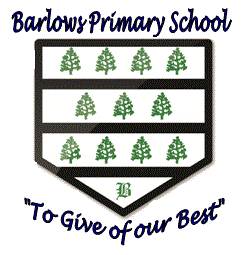 Barlows Primary School
B
"To Give of our Best"